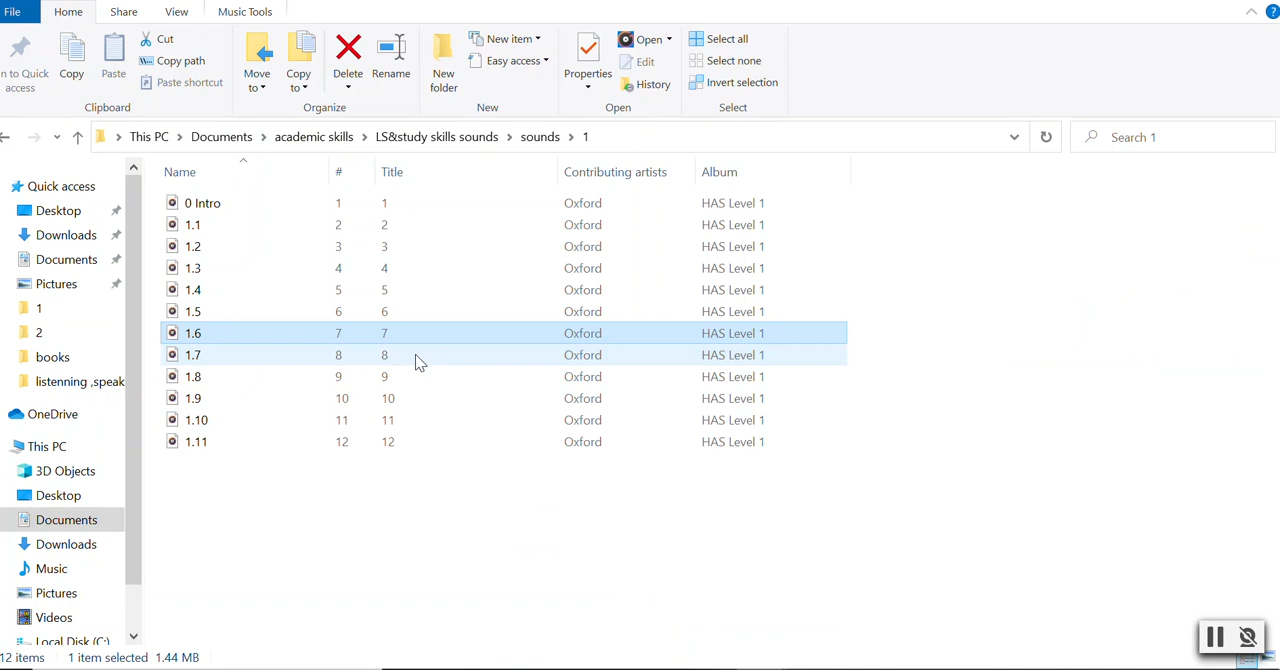 File Home Share View Music Tools
n to Quick access
Copy
Paste
Cut
Copy path
Paste shortcut
Clipboard
Move to
Copy to
Delete
Rename
Organize
New folder
New item
Easy access
New
Properties
Open
Edit
History
Open
Select all
Select none
Invert selection
Select
This PC > Documents > academic skills > LS&study skills sounds > sounds > 1
Search 1
Quick access
Desktop
Downloads
Documents
Pictures
1
2
books
listenning ,speak
OneDrive
This PC
3D Objects
Desktop
Documents
Downloads
Music
Pictures
Videos
Local Disk (C:)
Name # Title Contributing artists Album
0 Intro 1 1 Oxford HAS Level 1
1.1 2 2 Oxford HAS Level 1
1.2 3 3 Oxford HAS Level 1
1.3 4 4 Oxford HAS Level 1
1.4 5 5 Oxford HAS Level 1
1.5 6 6 Oxford HAS Level 1
1.6 7 7 Oxford HAS Level 1
1.7 8 8 Oxford HAS Level 1
1.8 9 9 Oxford HAS Level 1
1.9 10 10 Oxford HAS Level 1
1.10 11 11 Oxford HAS Level 1
1.11 12 12 Oxford HAS Level 1
12 items 1 item selected 1.44 MB